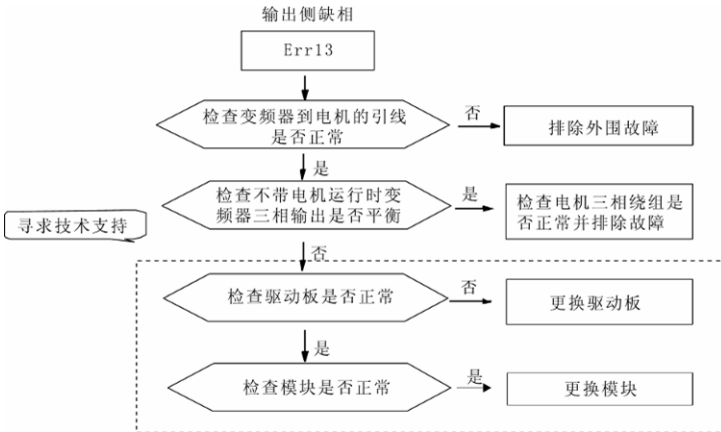 输出侧缺相
Err13
检查变频器到电机的引线
是否正常
否
排除外围故障
是
检查不带电机运行时变
频器三相输出是否平衡
是
检查电机三相绕组是
否正常并排除故障
寻求技术支持
否
检查驱动板是否正常
否
更换驱动板
是
检查模块是否正常
是
更换模块